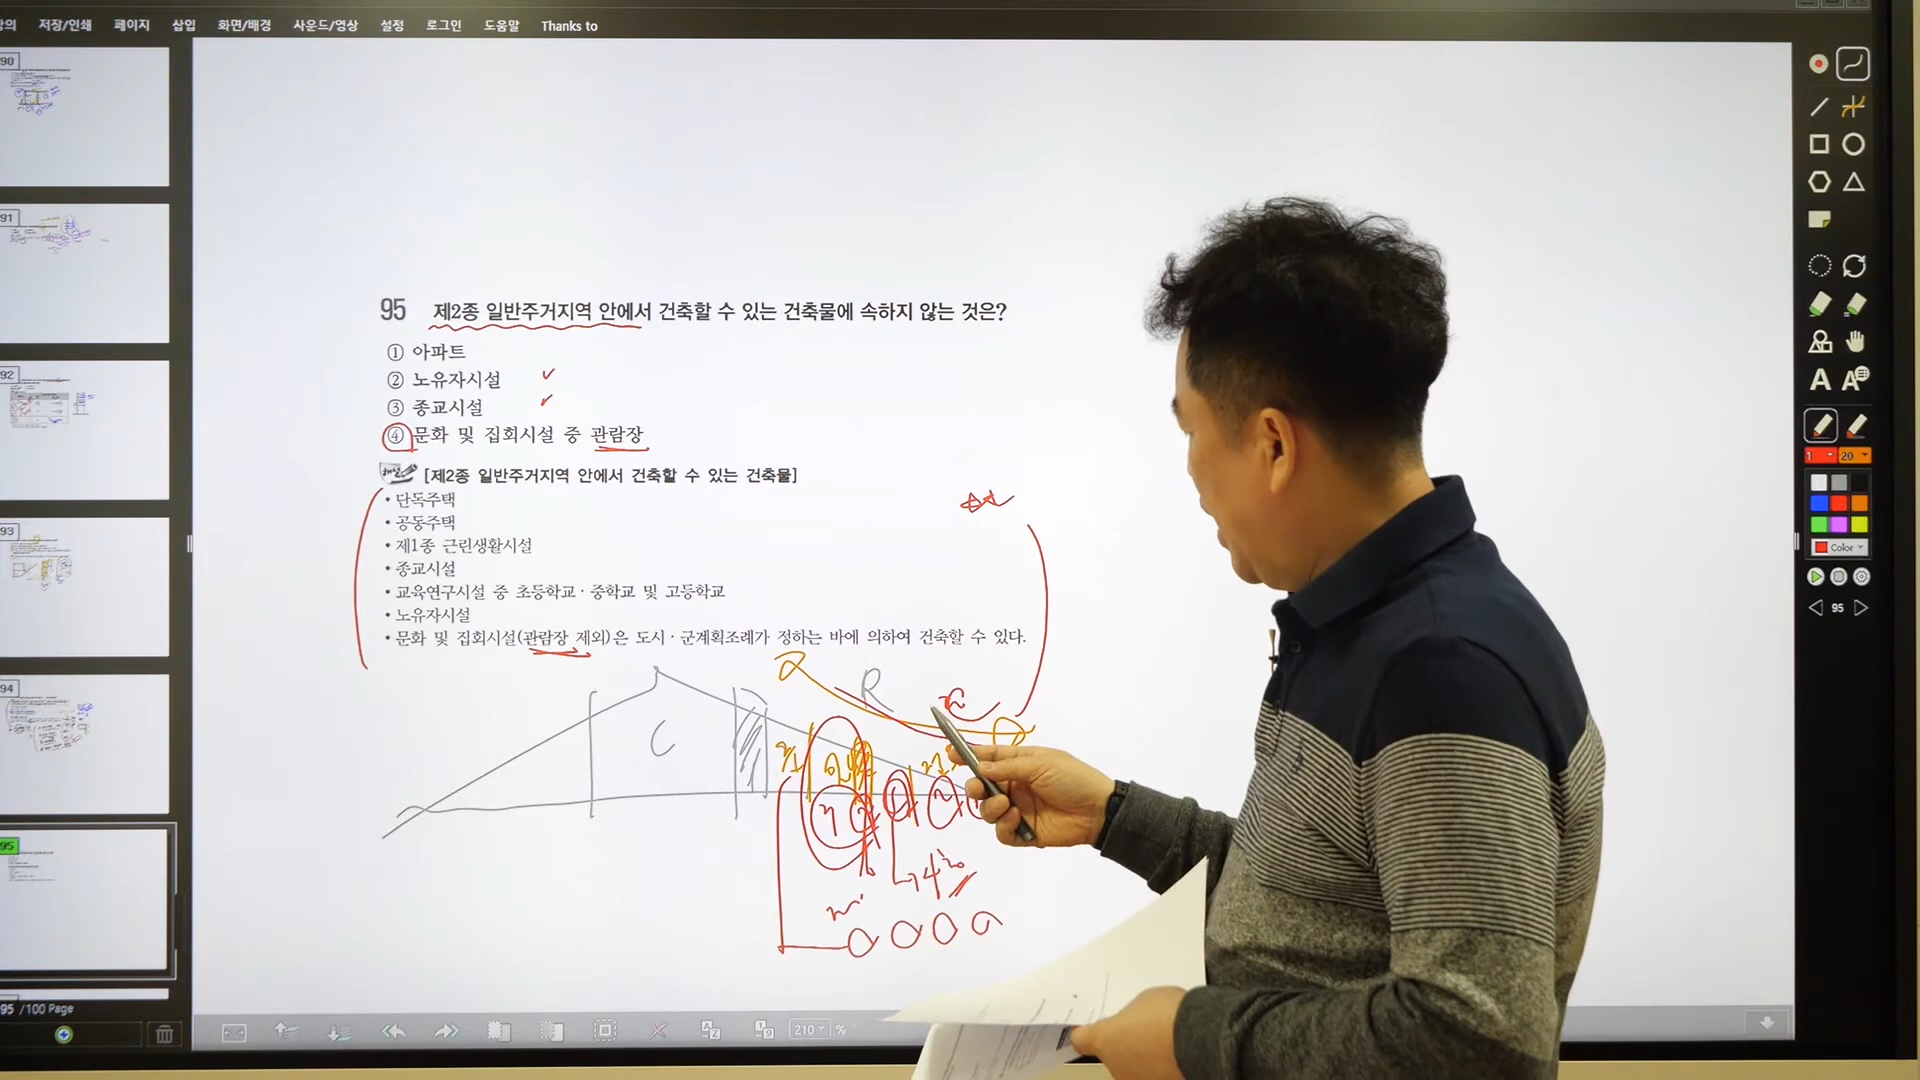 저장/인쇄 페이지 삽입 화면/배경 사운드/영상 설정 로그인 도움말 Thanks to
90
91
92
93
94
95
95 제2종 일반주거지역 안에서 건축할 수 있는 건축물에 속하지 않는 것은?
① 아파트
② 노유자시설
③ 종교시설
④ 문화 및 집회시설 중 관람장
해설 [제2종 일반주거지역 안에서 건축할 수 있는 건축물]
• 단독주택
• 공동주택
• 제1종 근린생활시설
• 종교시설
• 교육연구시설 중 초등학교 · 중학교 및 고등학교
• 노유자시설
• 문화 및 집회시설(관람장 제외)은 도시 · 군계획조례가 정하는 바에 의하여 건축할 수 있다.
R
C
1 20
Color
95
95 /100 Page
210 %